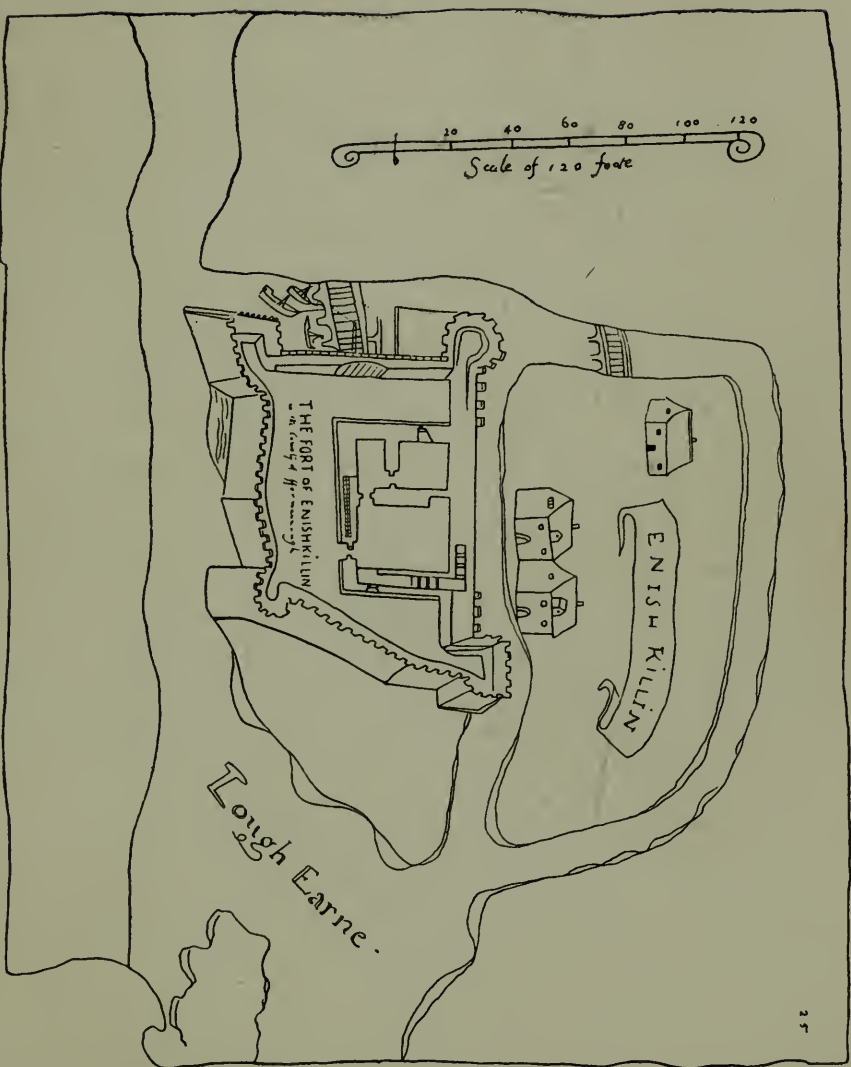 20 40 60 80 100 120
Scale of 120 foote
THE FORT OF ENISHKILLIN
ENISH KILLIN
Lough Earne.
25